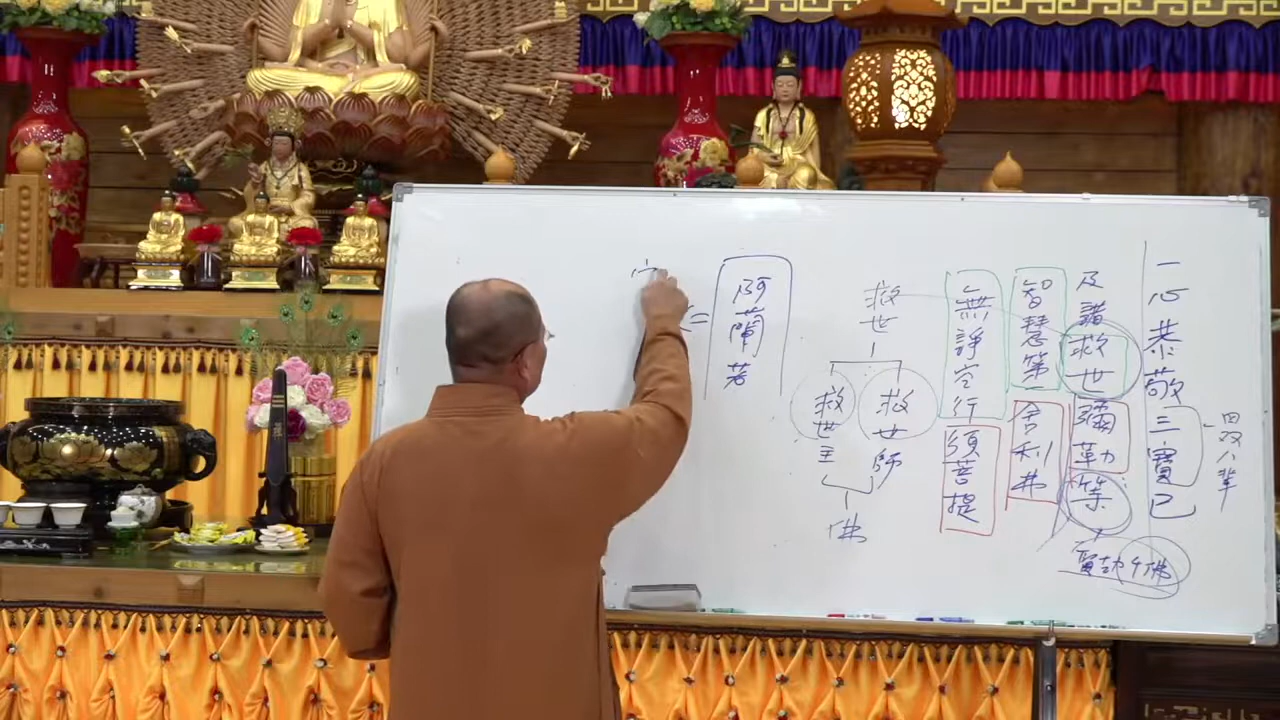 一心恭敬三寶已
四双八輩
及諸救世彌勒等
賢劫千佛
智慧第一舍利弗
無諍空行須菩提
救世
救世師
救世主
佛
阿蘭若
=